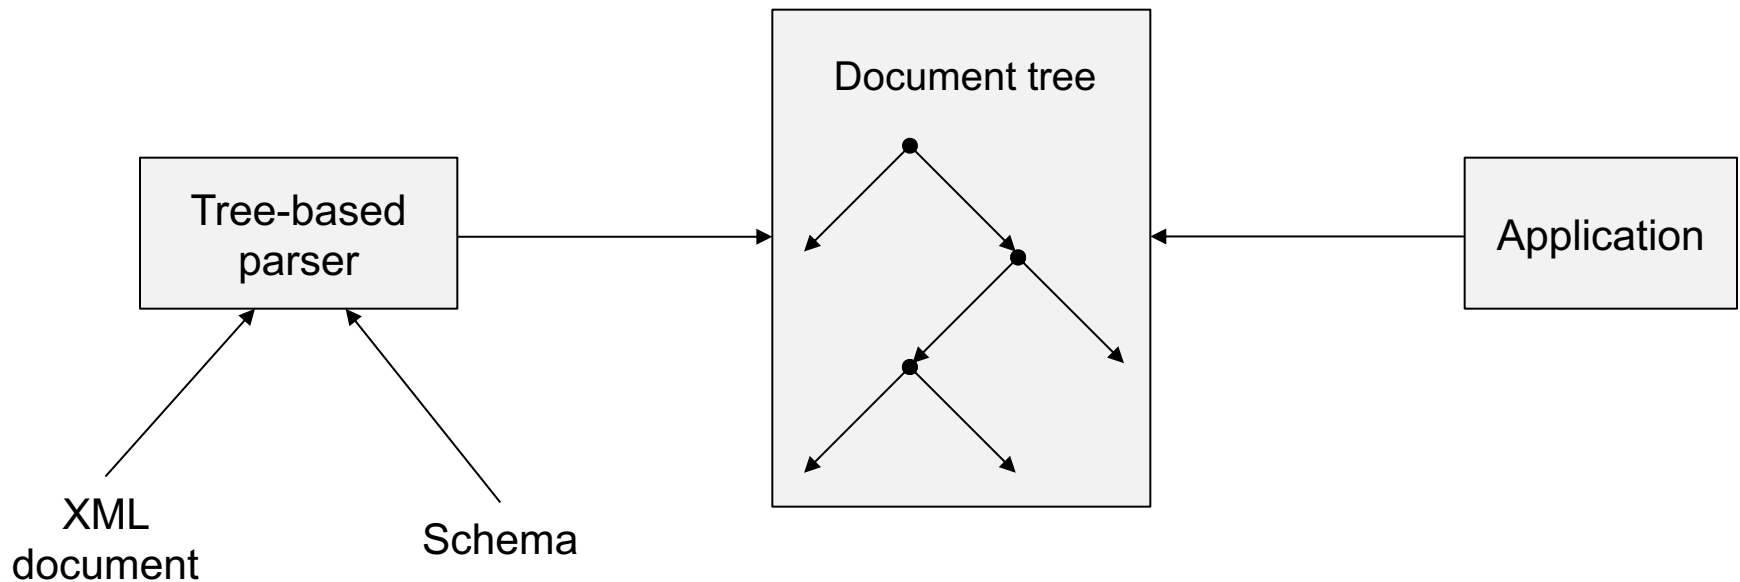 Document tree
Tree-based
parser
Application
XML
document
Schema